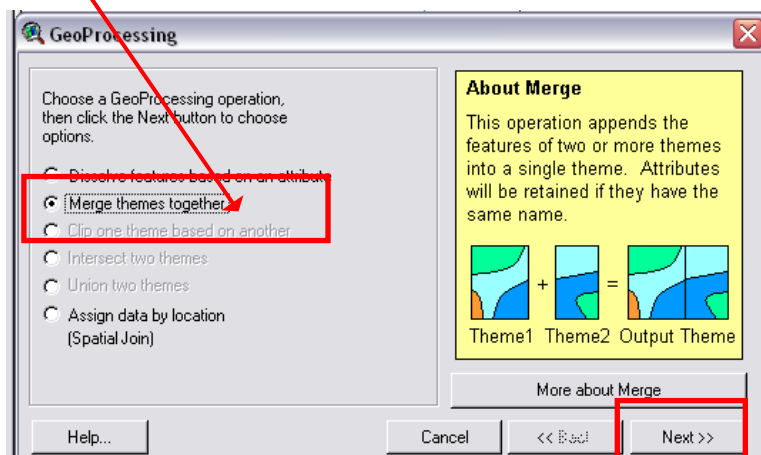 GeoProcessing
Choose a GeoProcessing operation,
then click the Next button to choose
options.
Dissolve features based on an attribute
Merge themes together
Clip one theme based on another
Intersect two themes
Union two themes
Assign data by location
(Spatial Join)
About Merge
This operation appends the
features of two or more themes
into a single theme. Attributes
will be retained if they have the
same name.
+ =
Theme1 Theme2 Output Theme
More about Merge
Help...
Cancel
<< Back
Next >>